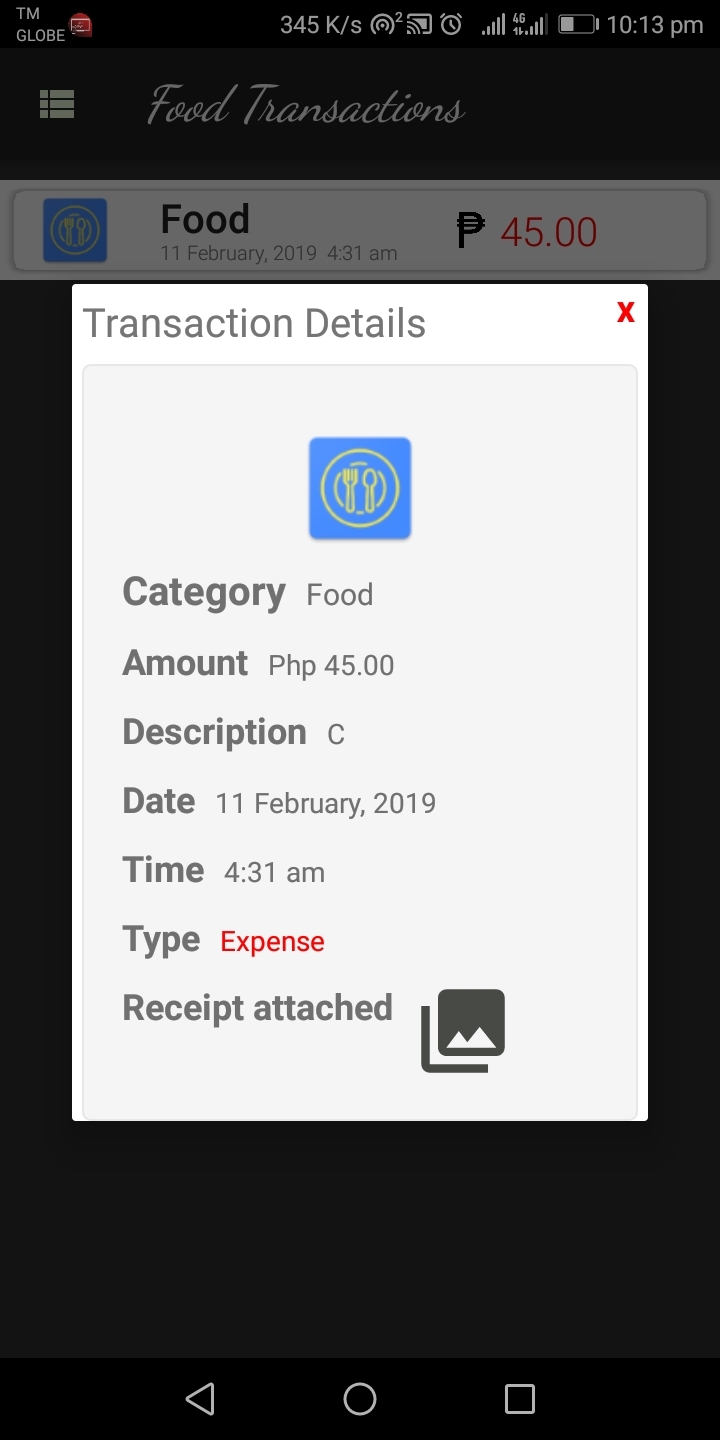 TM
GLOBE
345 K/s 2 4G 10:13 pm
Food Transactions
Food
₱ 45.00
11 February, 2019 4:31 am
Transaction Details
X
Category Food
Amount Php 45.00
Description C
Date 11 February, 2019
Time 4:31 am
Type Expense
Receipt attached